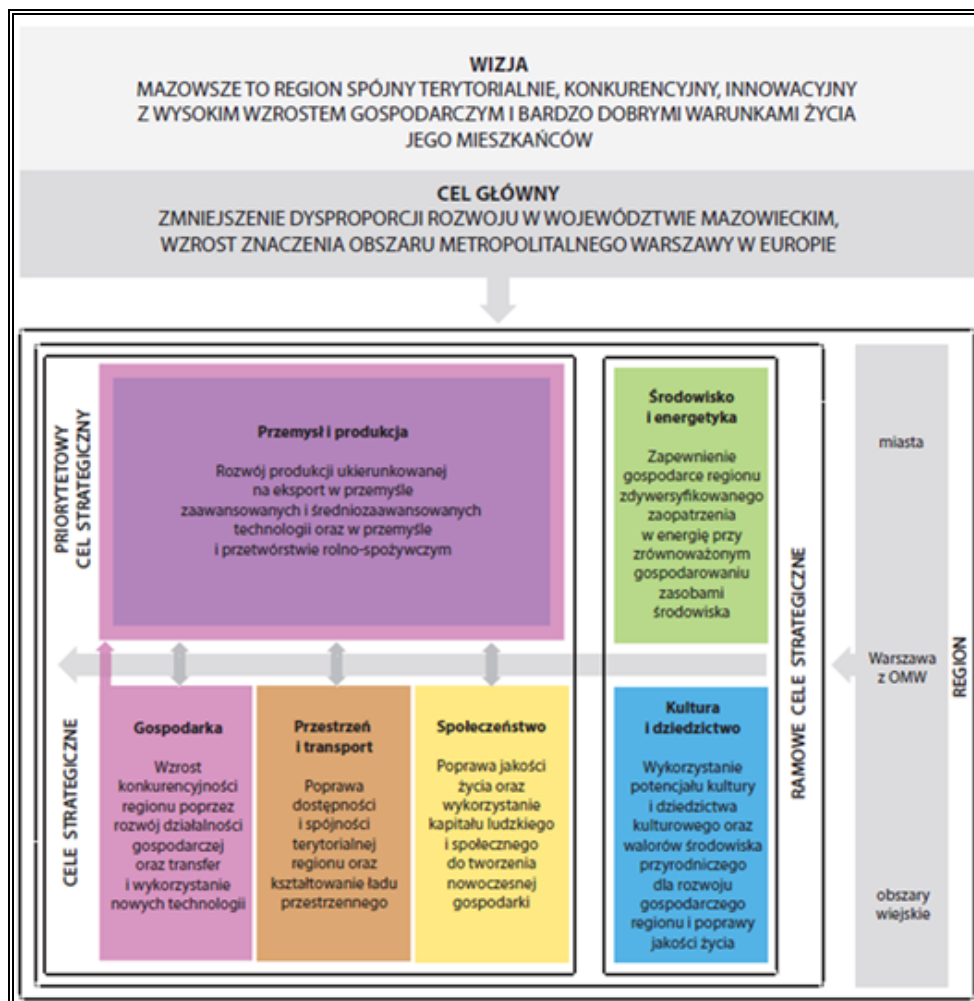 WIZJA
MAZOWSZE TO REGION SPÓJNY TERYTORIALNIE, KONKURENCYJNY, INNOWACYJNY
Z WYSOKIM WZROSTEM GOSPODARCZYM I BARDZO DOBRYMI WARUNKAMI ŻYCIA
JEGO MIESZKAŃCÓW
CEL GŁÓWNY
ZMNIEJSZENIE DYSPROPORCJI ROZWOJU W WOJEWÓDZTWIE MAZOWIECKIM,
WZROST ZNACZENIA OBSZARU METROPOLITALNEGO WARSZAWY W EUROPIE
PRIORYTETOWY
CEL STRATEGICZNY
Przemysł i produkcja
Rozwój produkcji ukierunkowanej
na eksport w przemyśle
zaawansowanych i średniozaawansowanych
technologii oraz w przemyśle
i przetwórstwie rolno-spożywczym
CELE STRATEGICZNE
Gospodarka
Wzrost
konkurencyjności
regionu poprzez
rozwój działalności
gospodarczej
oraz transfer
i wykorzystanie
nowych technologii
Przestrzeń
i transport
Poprawa
dostępności
i spójności
terytorialnej
regionu oraz
kształtowanie ładu
przestrzennego
Społeczeństwo
Poprawa jakości
życia oraz
wykorzystanie
kapitału ludzkiego
i społecznego
do tworzenia
nowoczesnej
gospodarki
Środowisko
i energetyka
Zapewnienie
gospodarce regionu
zdywersyfikowanego
zaopatrzenia
w energię przy
zrównoważonym
gospodarowaniu
zasobami
środowiska
Kultura
i dziedzictwo
Wykorzystanie
potencjału kultury
i dziedzictwa
kulturowego oraz
walorów środowiska
przyrodniczego
dla rozwoju
gospodarczego
regionu i poprawy
jakości życia
RAMOWE CELE STRATEGICZNE
miasta
Warszawa
z OMW
obszary
wiejskie
REGION